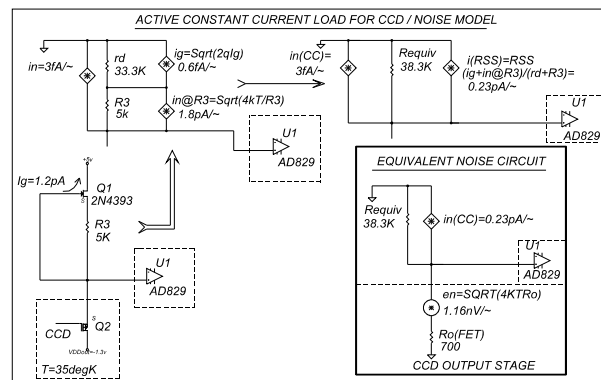 ACTIVE CONSTANT CURRENT LOAD FOR CCD / NOISE MODEL
in=3fA/~
rd
33.3K
ig=Sqrt(2qIg)
0.6fA/~
R3
5k
in@R3=Sqrt(4kT/R3)
1.8pA/~
U1
AD829
in(CC)=
3fA/~
Requiv
38.3K
i(RSS)=RSS
(ig+in@R3)/(rd+R3)=
0.23pA/~
U1
AD829
+5v
Ig=1.2pA
Q1
2N4393
S
R3
5K
U1
AD829
S
Q2
CCD
VDDout=-1.3v
T=35degK
EQUIVALENT NOISE CIRCUIT
Requiv
38.3K
in(CC)=0.23pA/~
U1
AD829
en=SQRT(4KTRo)
1.16nV/~
Ro(FET)
700
CCD OUTPUT STAGE